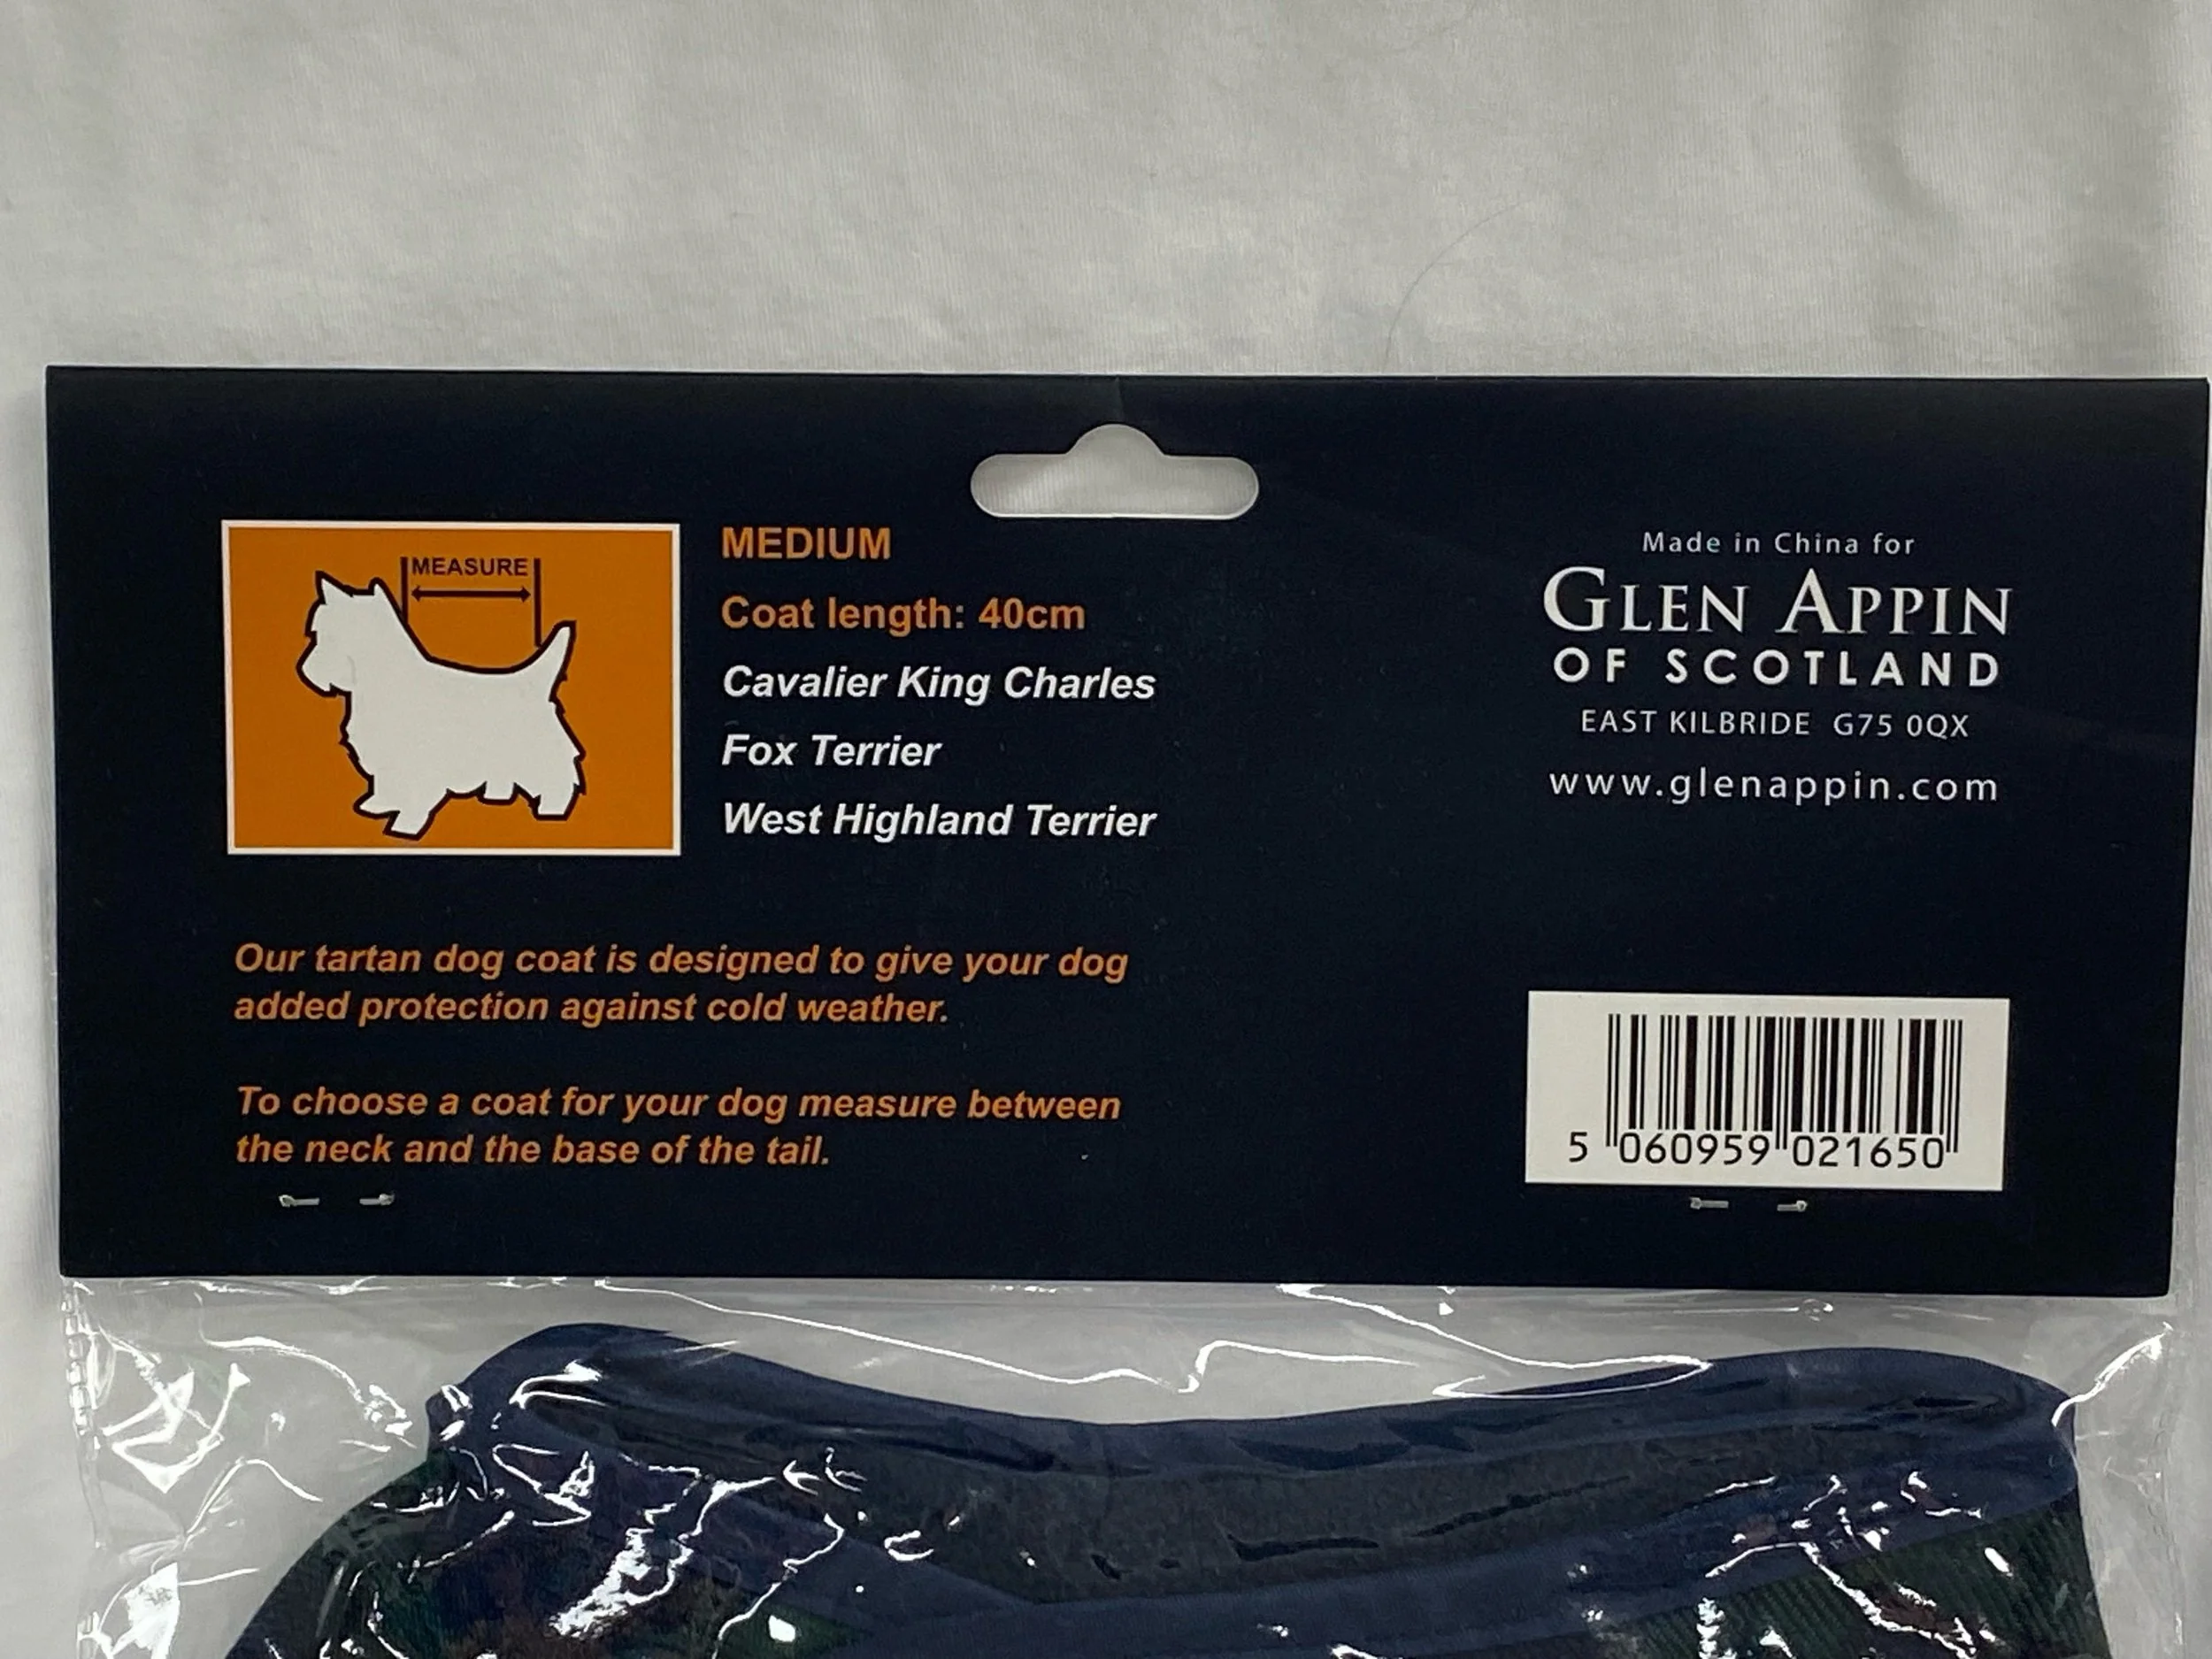 MEASURE
MEDIUM
Coat length: 40cm
Cavalier King Charles
Fox Terrier
West Highland Terrier
Our tartan dog coat is designed to give your dog
added protection against cold weather.
To choose a coat for your dog measure between
the neck and the base of the tail.
Made in China for
GLEN APPIN
OF SCOTLAND
EAST KILBRIDE G75 0QX
www.glenappin.com
5 060959 021650